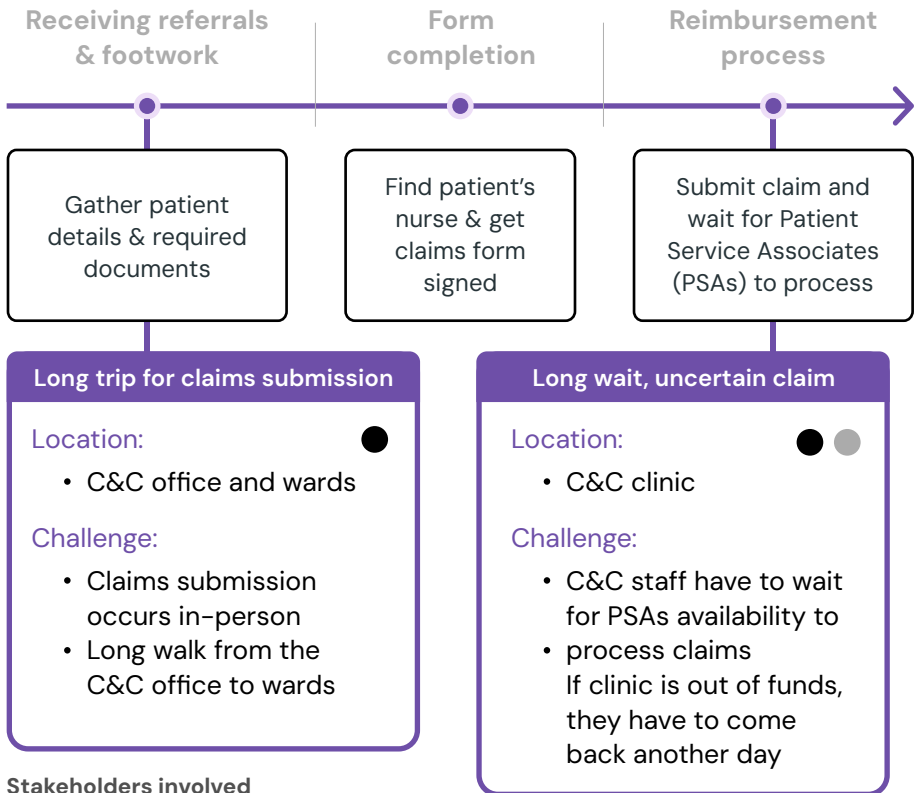 Receiving referrals
& footwork
Form
completion
Reimbursement
process
Gather patient
details & required
documents
Find patient's
nurse & get
claims form
signed
Submit claim and
wait for Patient
Service Associates
(PSAs) to process
Long trip for claims submission
Location:
• C&C office and wards
Challenge:
• Claims submission
occurs in-person
• Long walk from the
C&C office to wards
Long wait, uncertain claim
Location:
• C&C clinic
Challenge:
• C&C staff have to wait
for PSAs availability to
• process claims
If clinic is out of funds,
they have to come
back another day
Stakeholders involved